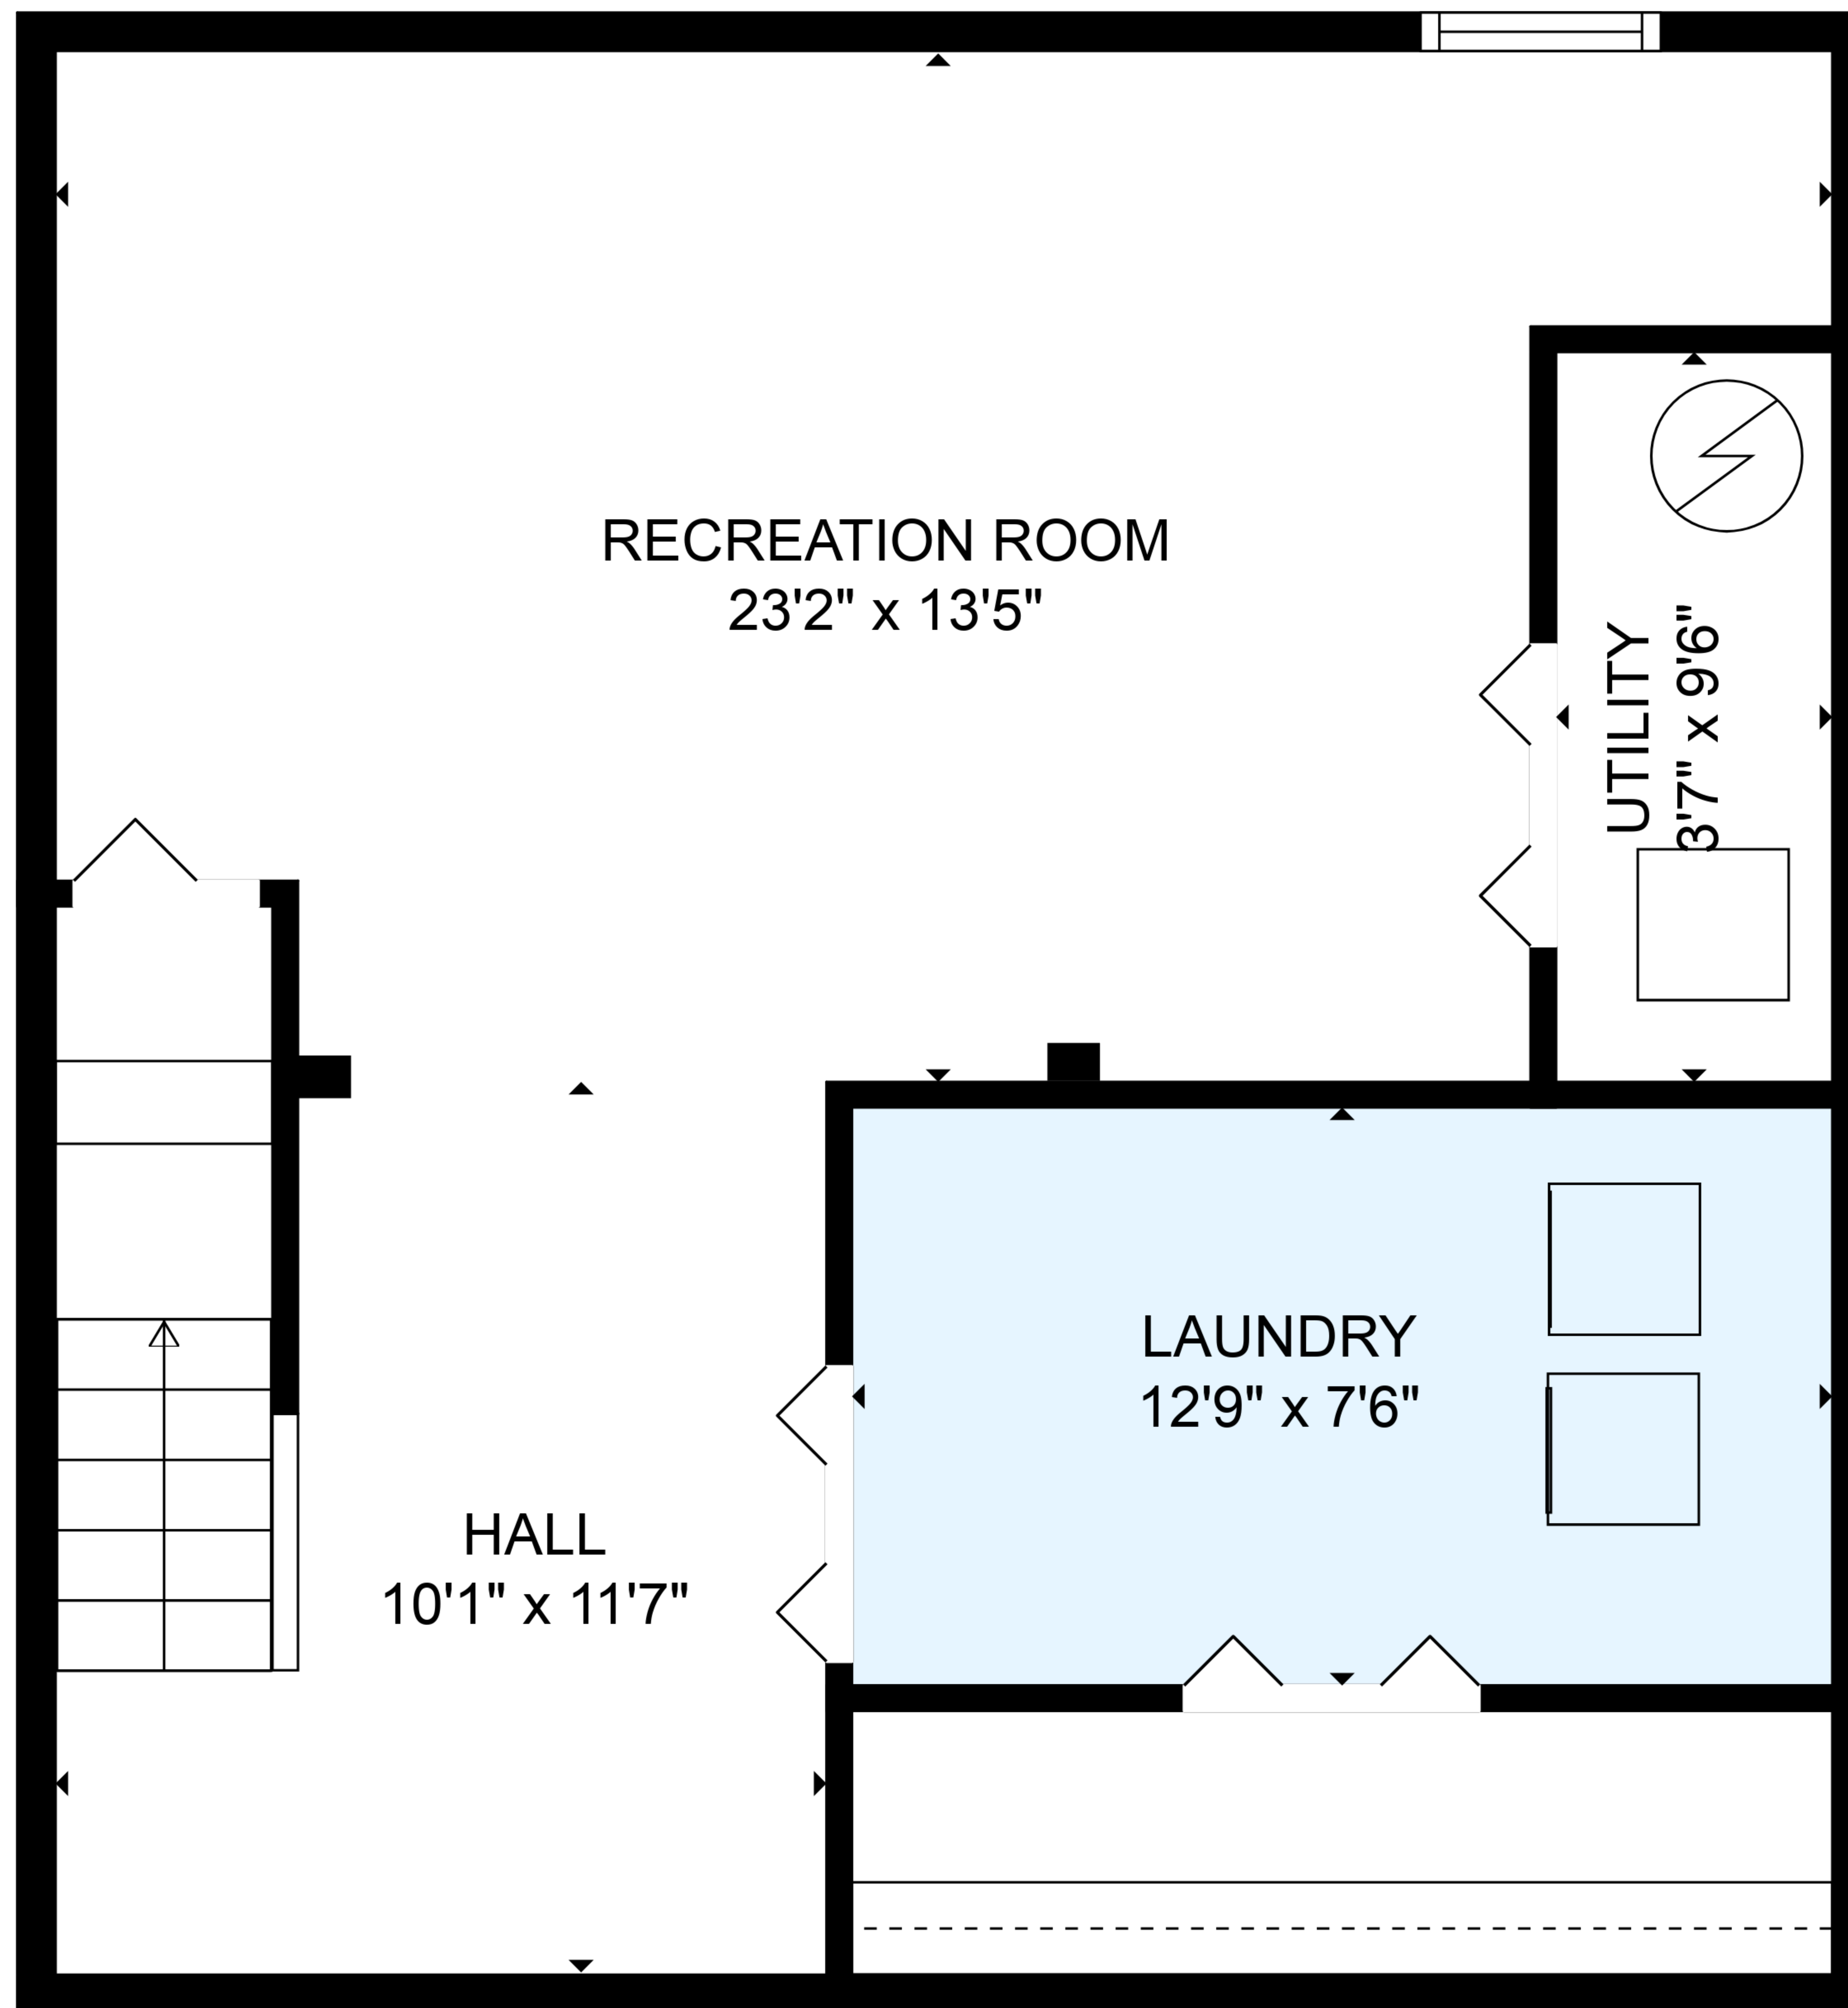 RECREATION ROOM
23'2" x 13'5"
UTILITY
3'7" x 9'6"
LAUNDRY
12'9" x 7'6"
HALL
10'1" x 11'7"